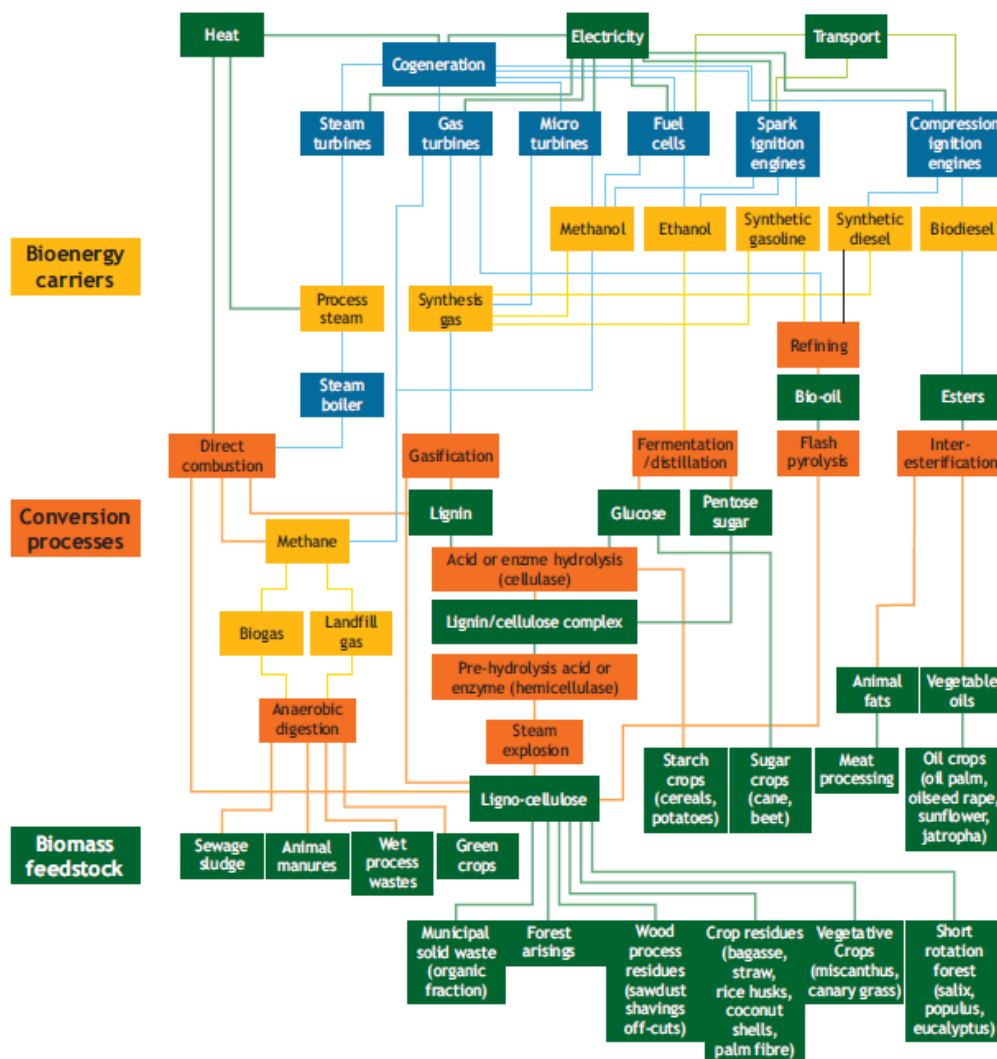 Heat
Electricity
Transport
Cogeneration
Steam
turbines
Gas
turbines
Micro
turbines
Fuel
cells
Spark
ignition
engines
Compression
ignition
engines
Bioenergy
carriers
Methanol
Ethanol
Synthetic
gasoline
Synthetic
diesel
Biodiesel
Process
steam
Synthesis
gas
Refining
Steam
boiler
Bio-oil
Esters
Direct
combustion
Gasification
Fermentation
/distillation)
Flash
pyrolysis
Inter-
esterification
Conversion
processes
Lignin
Glucose
Pentose
sugar
Methane
Acid or enzme hydrolysis
(cellulase)
Biogas
Landfill
gas
Lignin/cellulose complex
Pre-hydrolysis acid or
enzyme (hemicellulase)
Animal
fats
Vegetable
oils
Anaerobic
digestion
Steam
explosion
Starch
crops
(cereals,
potatoes)
Sugar
crops
(cane,
beet)
Meat
processing
Oil crops
(oil palm,
oilseed rape,
sunflower,
jatropha)
Ligno-cellulose
Biomass
feedstock
Sewage
sludge
Animal
manures
Wet
process
wastes
Green
crops
Municipal
solid waste
(organic
fraction)
Forest
arisings
Wood
process
residues
(sawdust
shavings
off-cuts)
Crop residues
(bagasse,
straw,
rice husks,
coconut
shells,
palm fibre)
Vegetative
Crops
(miscanthus,
canary grass)
Short
rotation
forest
(salix,
populus,
eucalyptus)